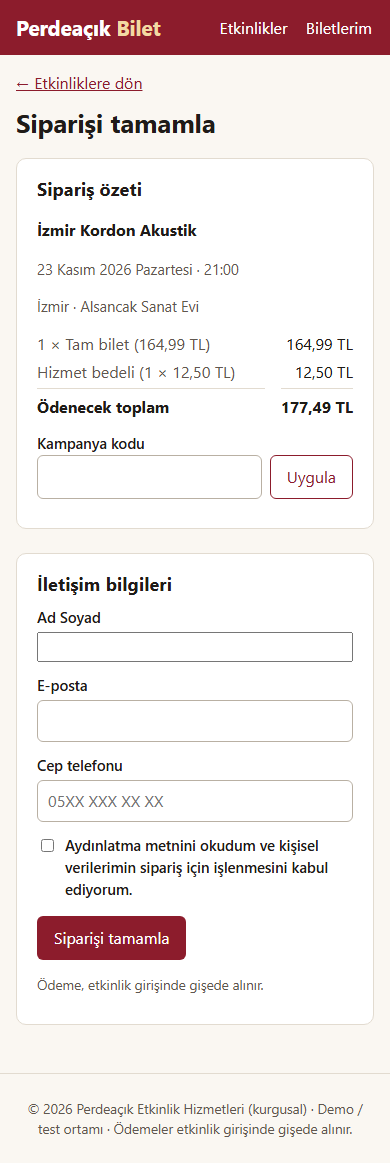 Perdeaçık Bilet Etkinlikler Biletlerim
← Etkinliklere dön
Siparişi tamamla
Sipariş özeti
İzmir Kordon Akustik
23 Kasım 2026 Pazartesi · 21:00
İzmir · Alsancak Sanat Evi
1 × Tam bilet (164,99 TL) 164,99 TL
Hizmet bedeli (1 × 12,50 TL) 12,50 TL
Ödenecek toplam 177,49 TL
Kampanya kodu
Uygula
İletişim bilgileri
Ad Soyad
E-posta
Cep telefonu
05XX XXX XX XX
Aydınlatma metnini okudum ve kişisel
verilerimin sipariş için işlenmesini kabul
ediyorum.
Siparişi tamamla
Ödeme, etkinlik girişinde gişede alınır.
© 2026 Perdeaçık Etkinlik Hizmetleri (kurgusal) · Demo /
test ortamı · Ödemeler etkinlik girişinde gişede alınır.